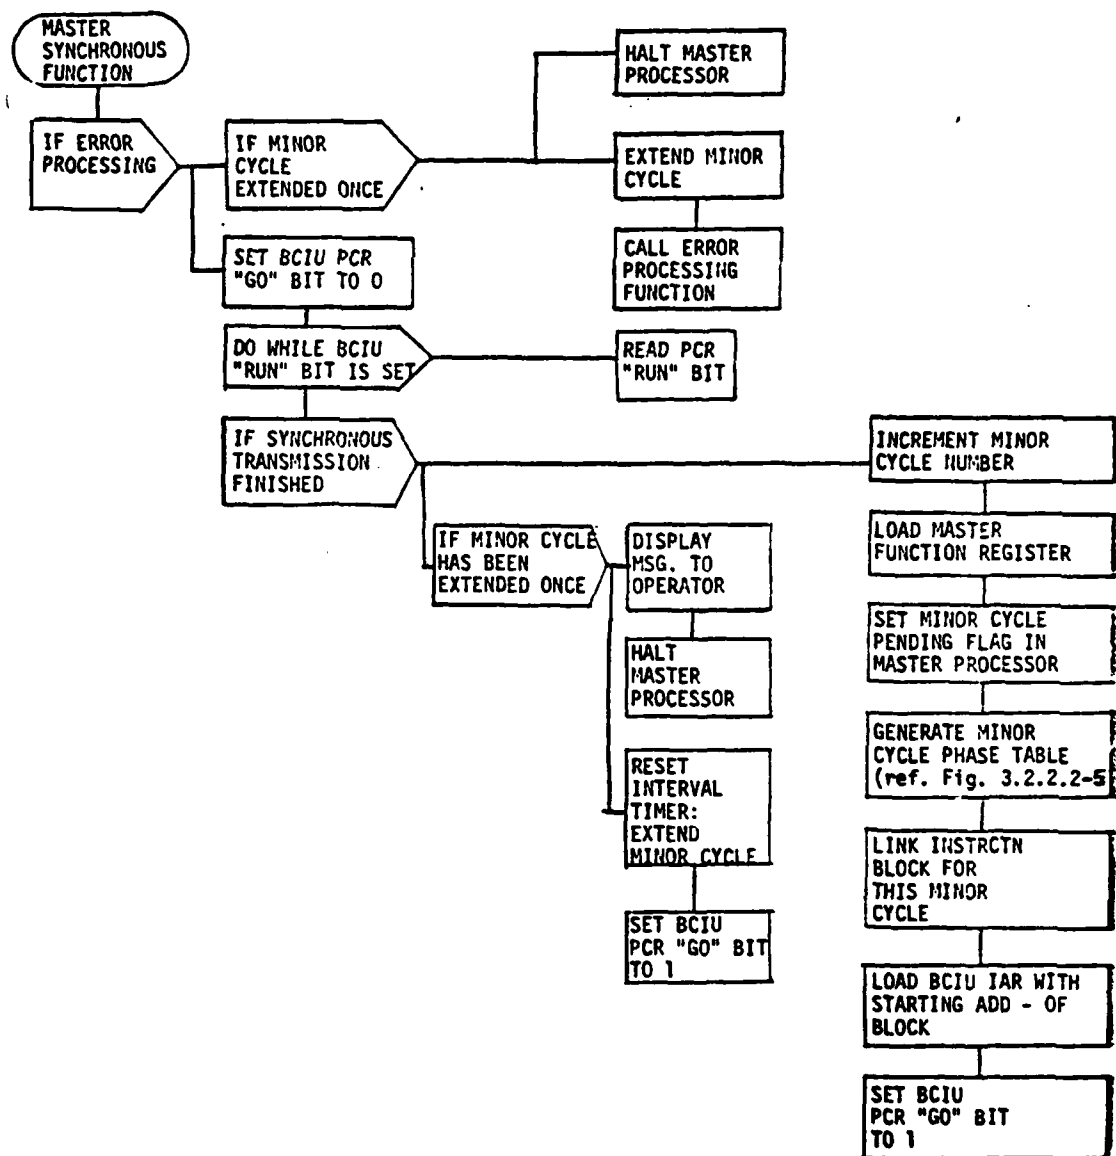 MASTER
SYNCHRONOUS
FUNCTION
IF ERROR
PROCESSING
IF MINOR
CYCLE
EXTENDED ONCE
HALT MASTER
PROCESSOR
EXTEND MINOR
CYCLE
CALL ERROR
PROCESSING
FUNCTION
SET BCIU PCR
"GO" BIT TO 0
DO WHILE BCIU
"RUN" BIT IS SET
READ PCR
"RUN" BIT
IF SYNCHRONOUS
TRANSMISSION
FINISHED
IF MINOR CYCLE
HAS BEEN
EXTENDED ONCE
DISPLAY
MSG. TO
OPERATOR
HALT
MASTER
PROCESSOR
RESET
INTERVAL
TIMER:
EXTEND
MINOR CYCLE
SET BCIU
PCR "GO" BIT
TO 1
INCREMENT MINOR
CYCLE NUMBER
LOAD MASTER
FUNCTION REGISTER
SET MINOR CYCLE
PENDING FLAG IN
MASTER PROCESSOR
GENERATE MINOR
CYCLE PHASE TABLE
(ref. Fig. 3.2.2.2-5
LINK INSTRCTN
BLOCK FOR
THIS MINOR
CYCLE
LOAD BCIU IAR WITH
STARTING ADD - OF
BLOCK
SET BCIU
PCR "GO" BIT
TO 1